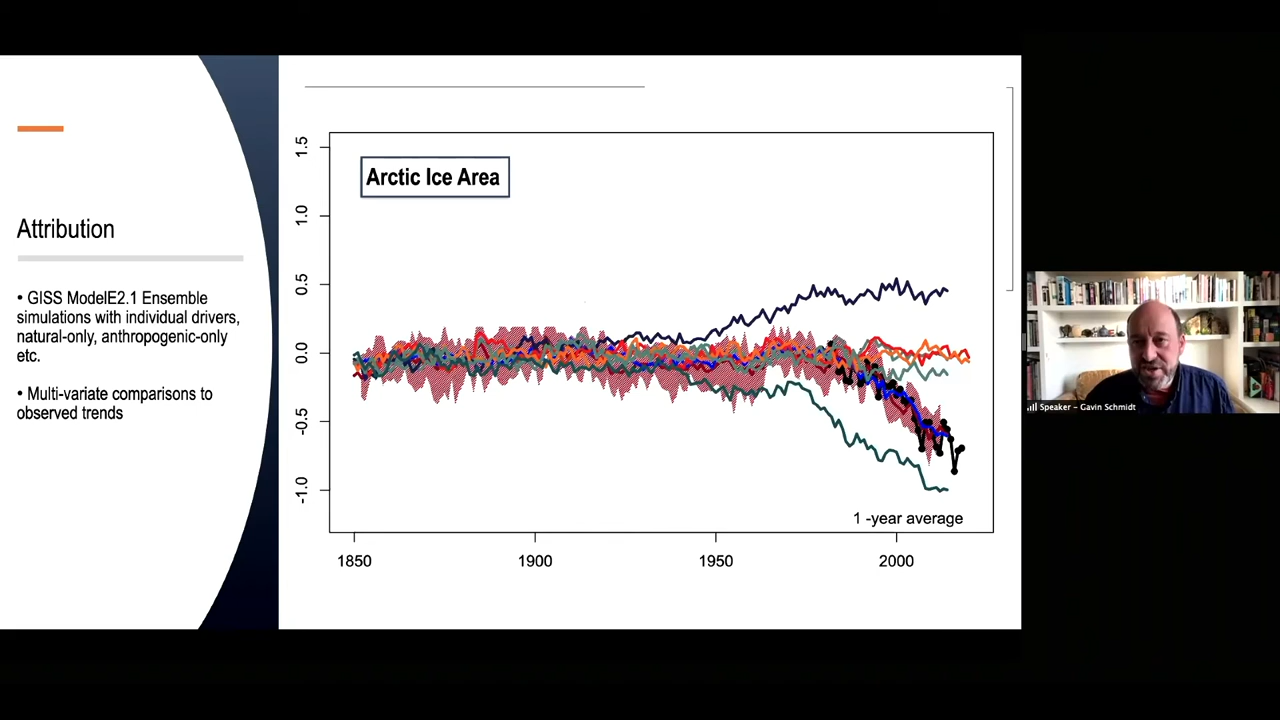 Attribution
• GISS ModelE2.1 Ensemble
simulations with individual drivers,
natural-only, anthropogenic-only
etc.
• Multi-variate comparisons to
observed trends
Arctic Ice Area
1.5
1.0
0.5
0.0
-0.5
-1.0
1 -year average
1850
1900
1950
2000
Speaker – Gavin Schmidt